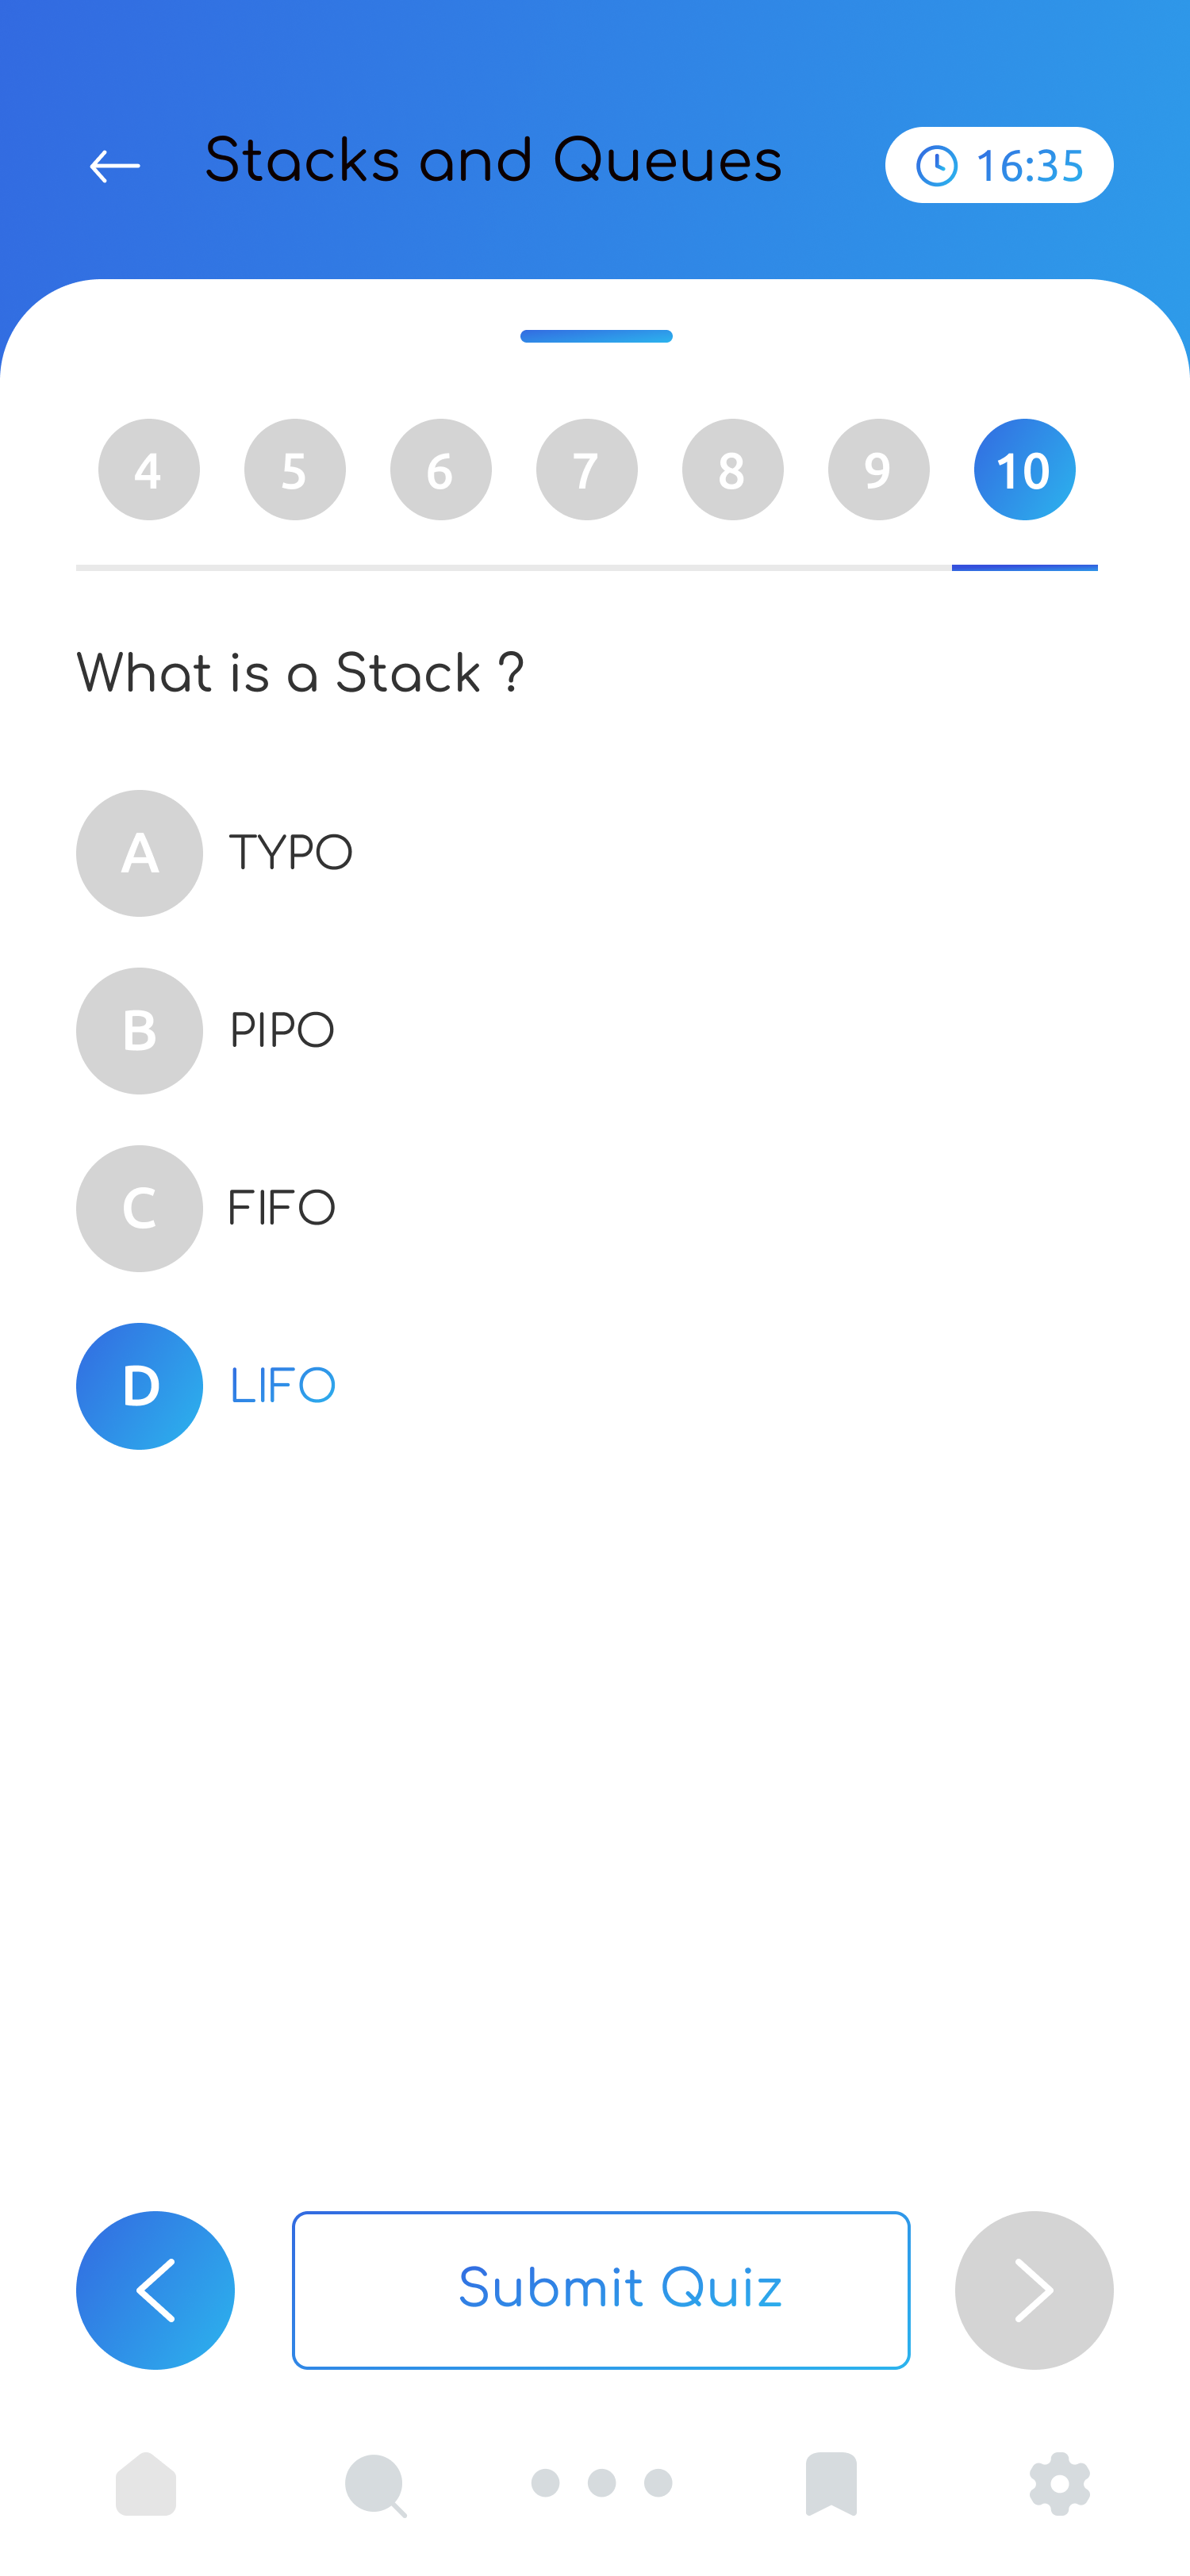 Stacks and Queues
16:35
4 5 6 7 8 9 10
What is a Stack ?
A TYPO
B PIPO
C FIFO
D LIFO
Submit Quiz